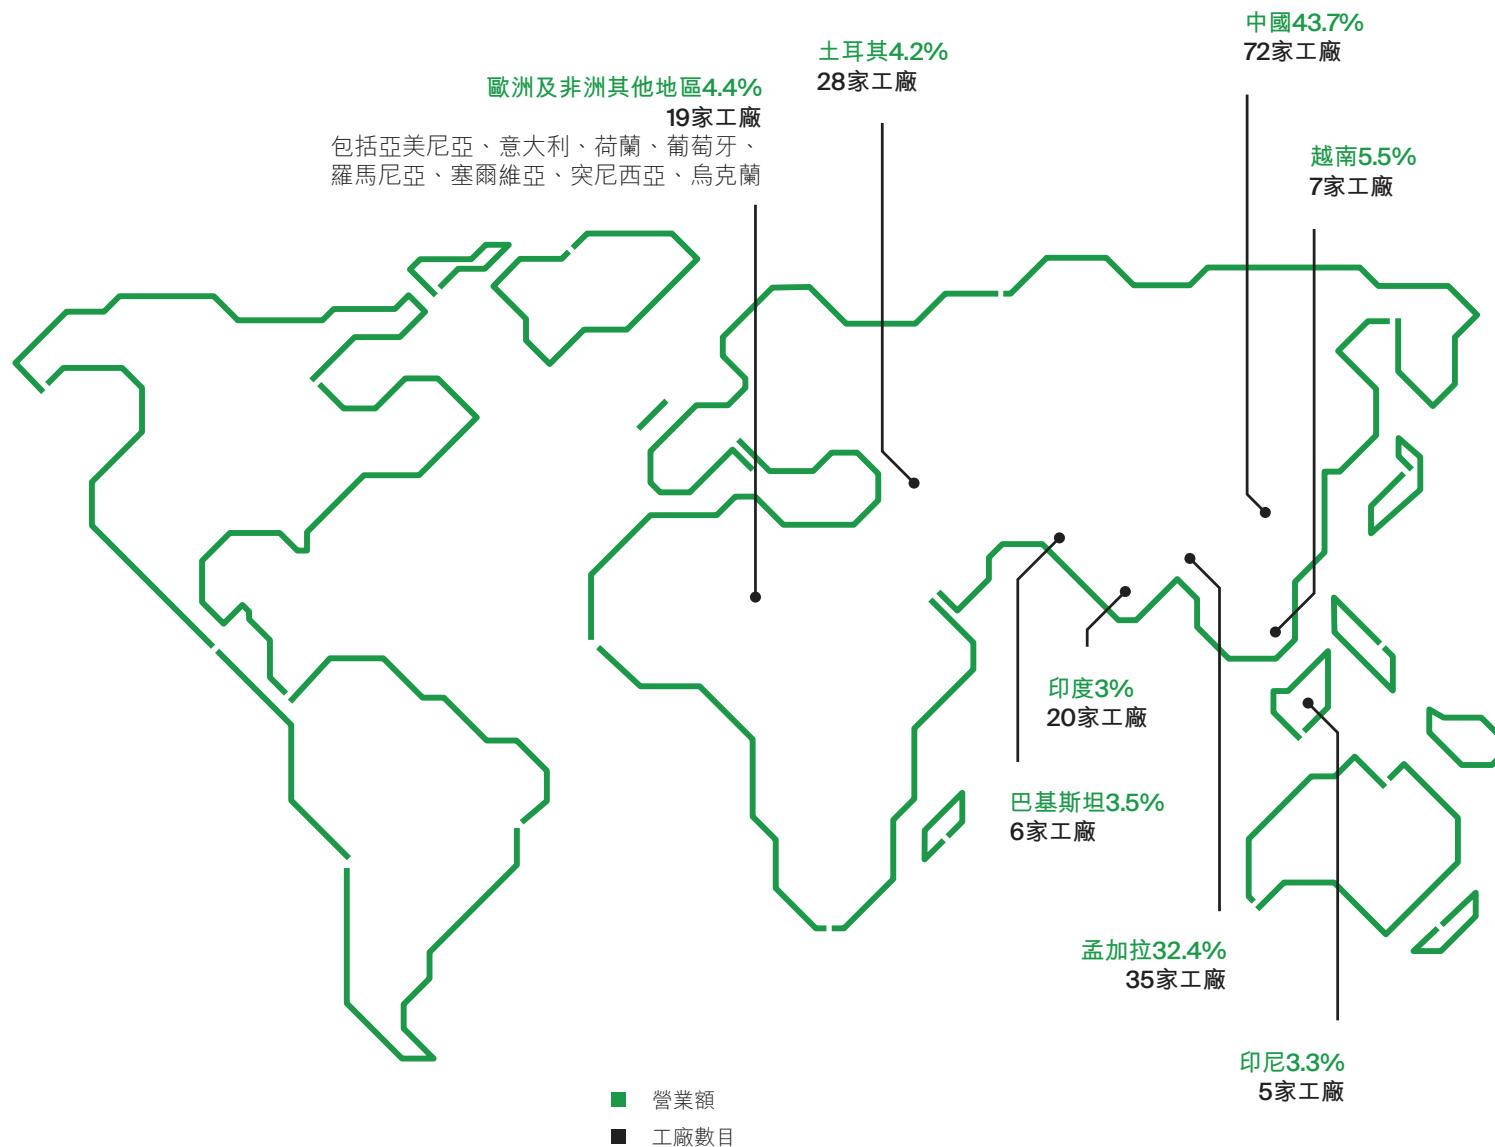 中國43.7%
72家工廠
土耳其4.2%
28家工廠
歐洲及非洲其他地區4.4%
19家工廠
包括亞美尼亞、意大利、荷蘭、葡萄牙、
羅馬尼亞、塞爾維亞、突尼西亞、烏克蘭
越南5.5%
7家工廠
印度3%
20家工廠
巴基斯坦3.5%
6家工廠
孟加拉32.4%
35家工廠
印尼3.3%
5家工廠
營業額
工廠數目